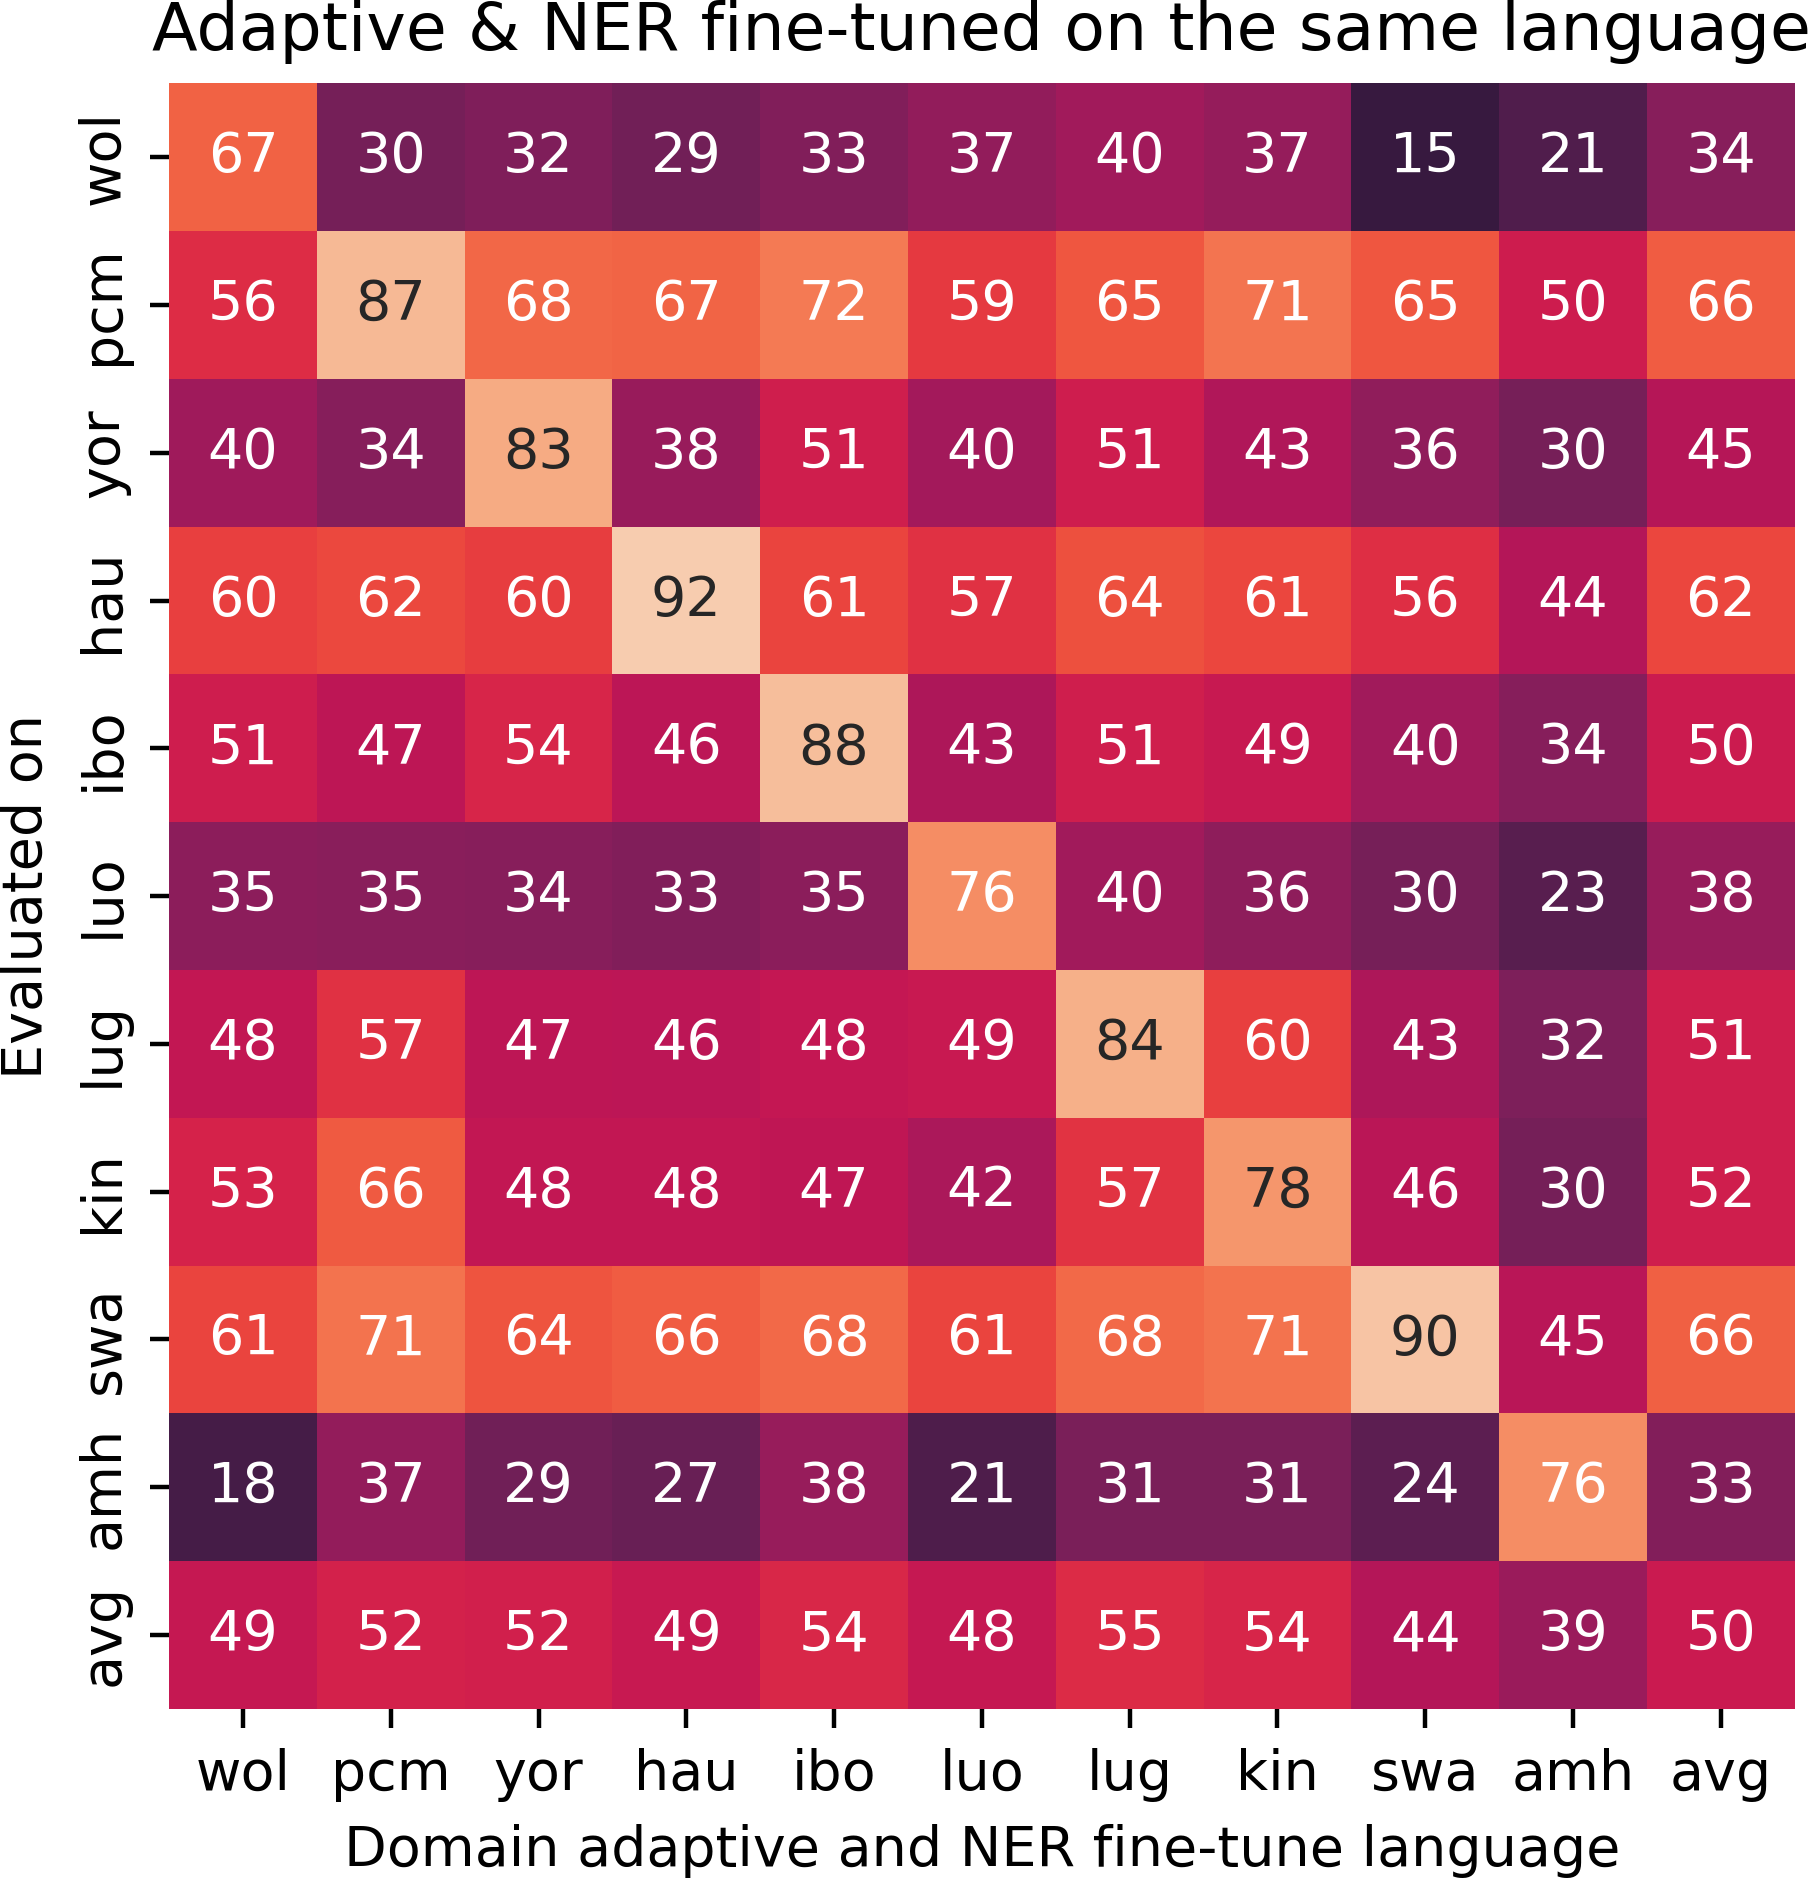 Adaptive & NER fine-tuned on the same language
Evaluated on
wol 67 30 32 29 33 37 40 37 15 21 34
pcm 56 87 68 67 72 59 65 71 65 50 66
yor 40 34 83 38 51 40 51 43 36 30 45
hau 60 62 60 92 61 57 64 61 56 44 62
ibo 51 47 54 46 88 43 51 49 40 34 50
luo 35 35 34 33 35 76 40 36 30 23 38
lug 48 57 47 46 48 49 84 60 43 32 51
kin 53 66 48 48 47 42 57 78 46 30 52
swa 61 71 64 66 68 61 68 71 90 45 66
amh 18 37 29 27 38 21 31 31 24 76 33
avg 49 52 52 49 54 48 55 54 44 39 50
wol pcm yor hau ibo luo lug kin swa amh avg
Domain adaptive and NER fine-tune language